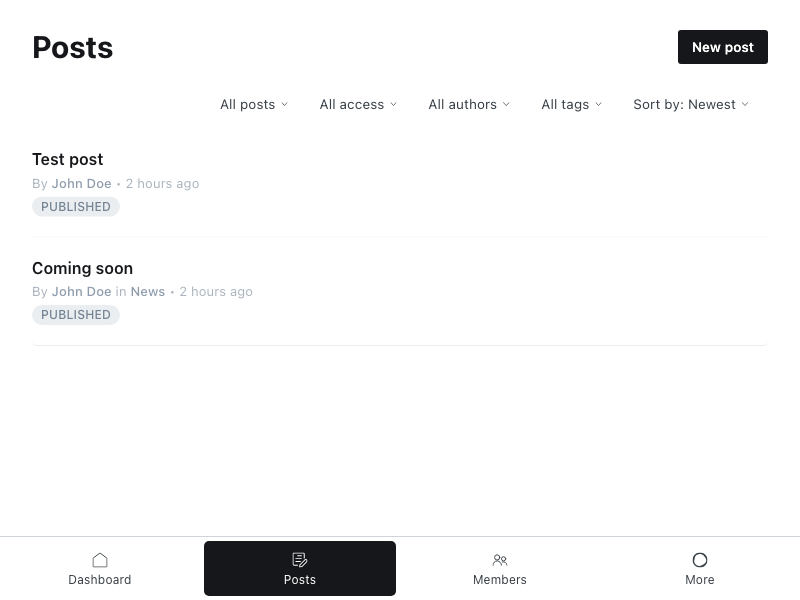 Posts
New post
All posts
All access
All authors
All tags
Sort by: Newest
Test post
By John Doe • 2 hours ago
PUBLISHED
Coming soon
By John Doe in News • 2 hours ago
PUBLISHED
Dashboard
Posts
Members
More